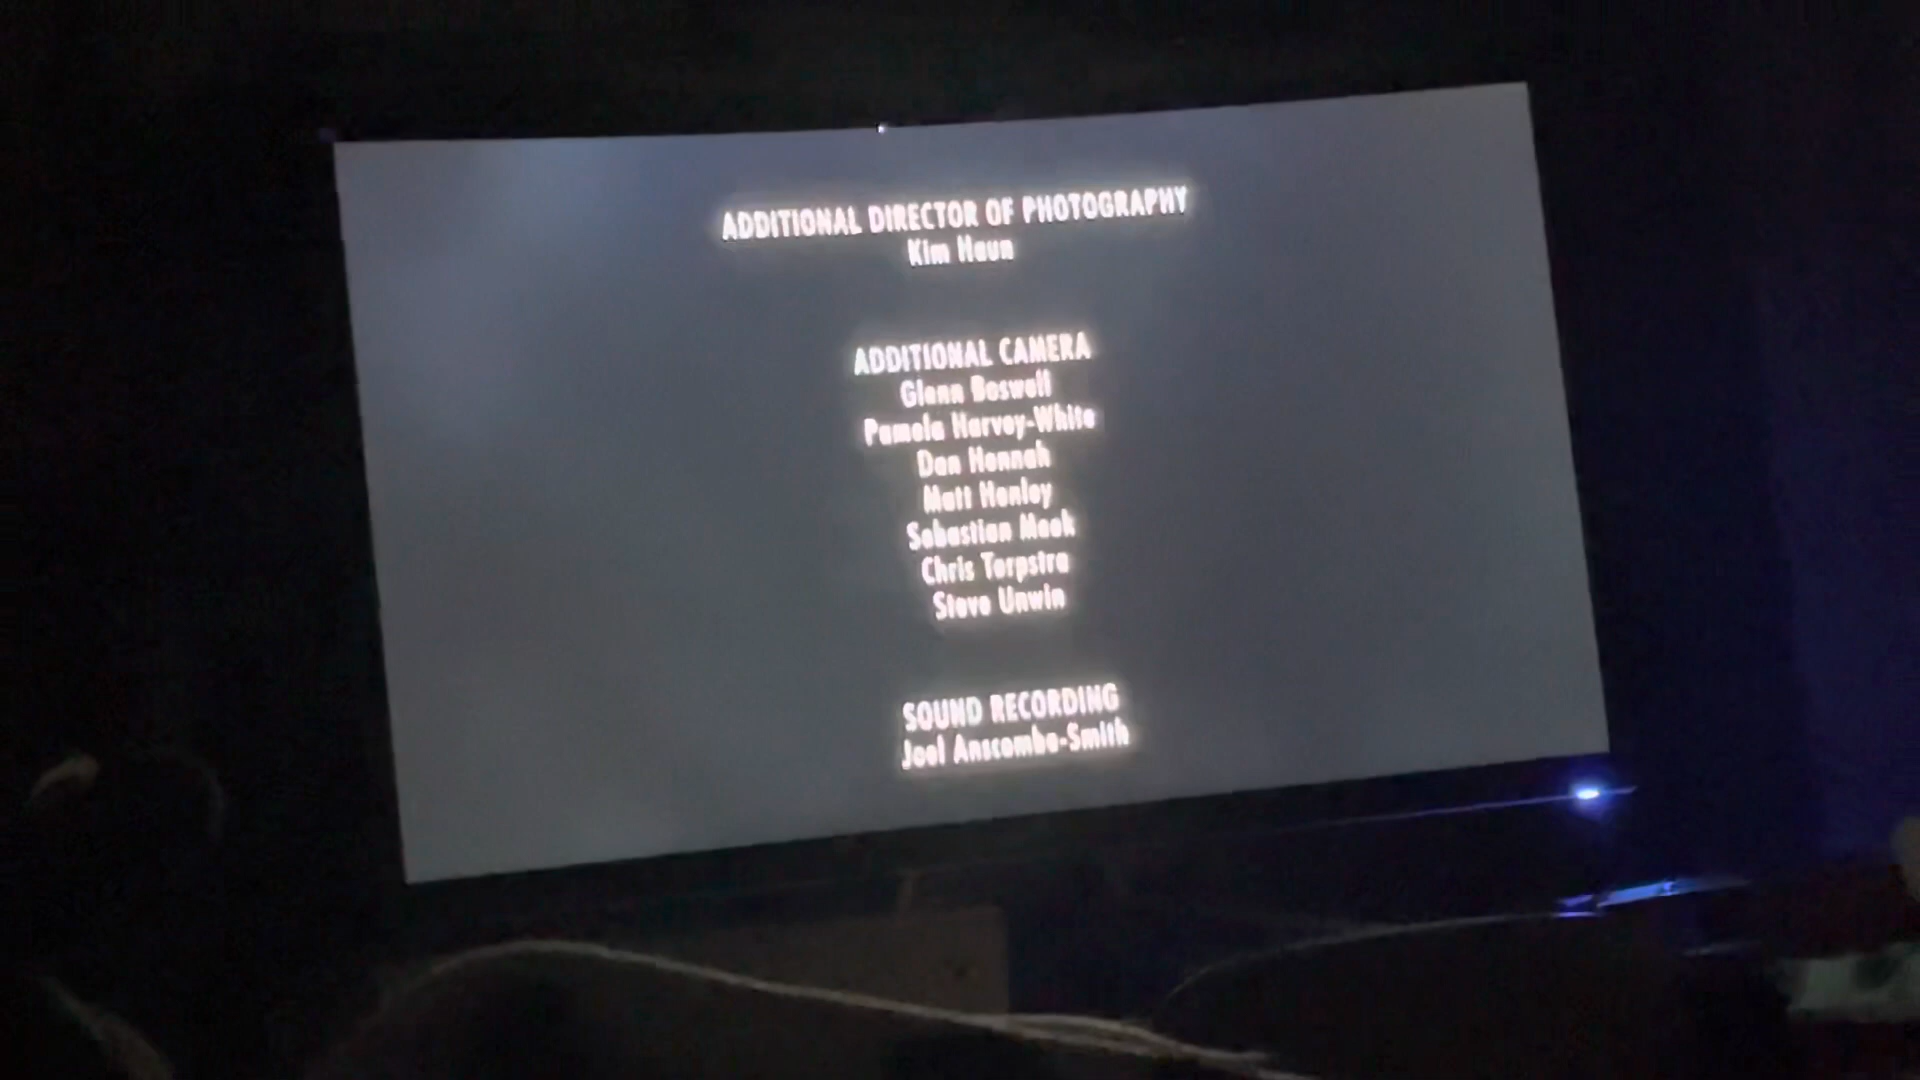 ADDITIONAL DIRECTOR OF PHOTOGRAPHY
Kim Haun
ADDITIONAL CAMERA
Glenn Boswell
Pamela Harvey-White
Dan Hennah
Matt Henley
Sebastian Meek
Chris Terpstra
Steve Unwin
SOUND RECORDING
Joel Anscombe-Smith